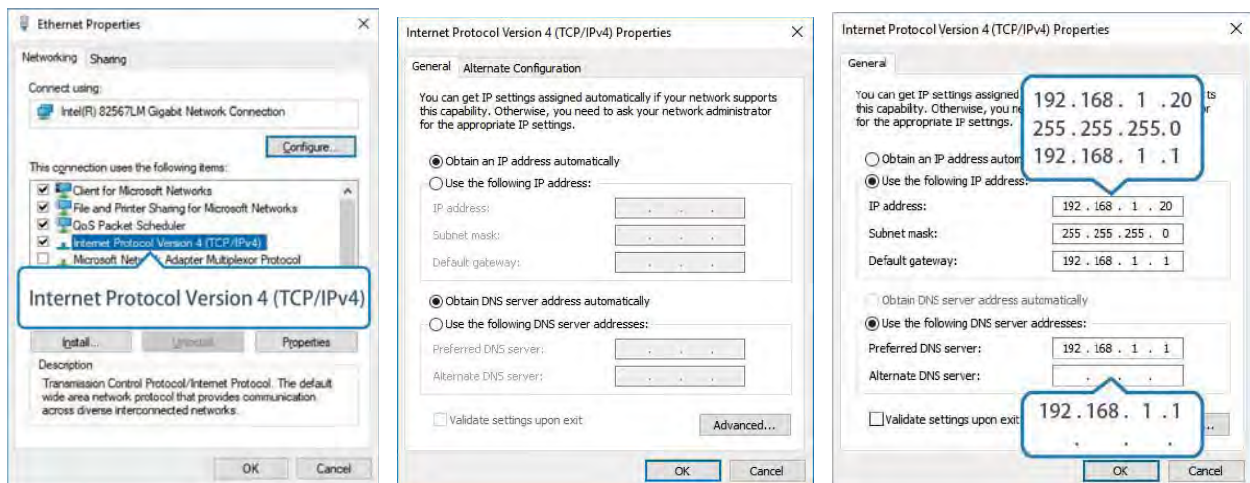 Ethernet Properties
Networking Sharing
Connect using:
Intel(R) 82567LM Gigabit Network Connection
Configure...
This connection uses the following items:
Client for Microsoft Networks
File and Printer Sharing for Microsoft Networks
QoS Packet Scheduler
Internet Protocol Version 4 (TCP/IPv4)
Microsoft Net Adapter Multiplexor Protocol
Internet Protocol Version 4 (TCP/IPv4)
Install... Uninstall Properties
Description
Transmission Control Protocol/Internet Protocol. The default
wide area network protocol that provides communication
across diverse interconnected networks.
OK Cancel
Internet Protocol Version 4 (TCP/IPv4) Properties
General Alternate Configuration
You can get IP settings assigned automatically if your network supports
this capability. Otherwise, you need to ask your network administrator
for the appropriate IP settings.
Obtain an IP address automatically
Use the following IP address:
IP address:
Subnet mask:
Default gateway:
Obtain DNS server address automatically
Use the following DNS server addresses:
Preferred DNS server:
Alternate DNS server:
Validate settings upon exit
Advanced...
OK Cancel
Internet Protocol Version 4 (TCP/IPv4) Properties
General
You can get IP settings assigned
this capability. Otherwise, you
for the appropriate IP settings.
192.168. 1 .20
255.255.255.0
192.168. 1 .1
Obtain an IP address
Use the following IP address:
IP address: 192 . 168 . 1 . 20
Subnet mask: 255 . 255 . 255 . 0
Default gateway: 192 . 168 . 1 . 1
Obtain DNS server address automatically
Use the following DNS server addresses:
Preferred DNS server: 192 . 168 . 1 . 1
Alternate DNS server: . . .
192.168. 1 .1
. . .
Validate settings upon exit
OK Cancel